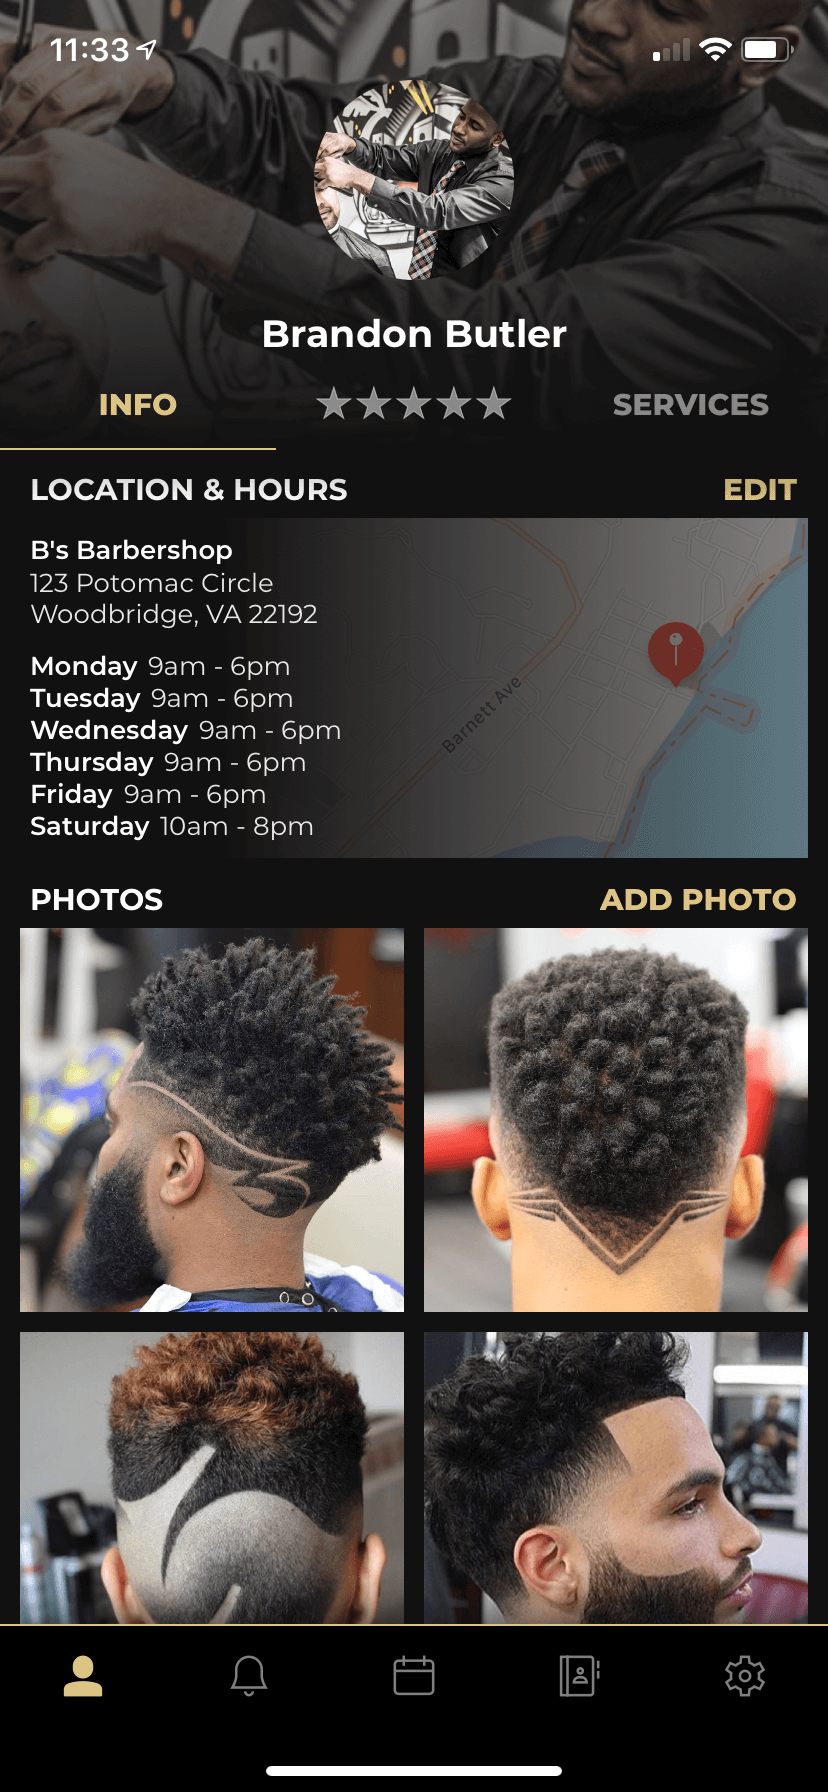 11:33
Brandon Butler
INFO
SERVICES
LOCATION & HOURS
EDIT
B's Barbershop
123 Potomac Circle
Woodbridge, VA 22192
Monday 9am - 6pm
Tuesday 9am - 6pm
Wednesday 9am - 6pm
Thursday 9am - 6pm
Friday 9am - 6pm
Saturday 10am - 8pm
Barnett Ave
PHOTOS
ADD PHOTO